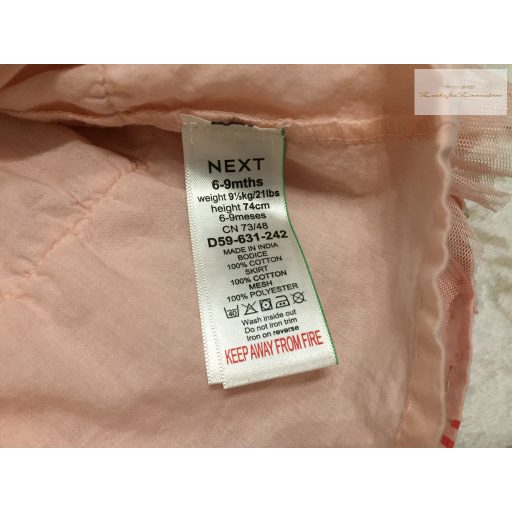 NEXT
6-9mths
weight 9½kg/21lbs
height 74cm
6-9meses
CN 73/48
D59-631-242
MADE IN INDIA
BODICE
100% COTTON
SKIRT
100% COTTON
MESH
100% POLYESTER
40
Wash inside out
Do not iron trim
Iron on reverse
KEEP AWAY FROM FIRE